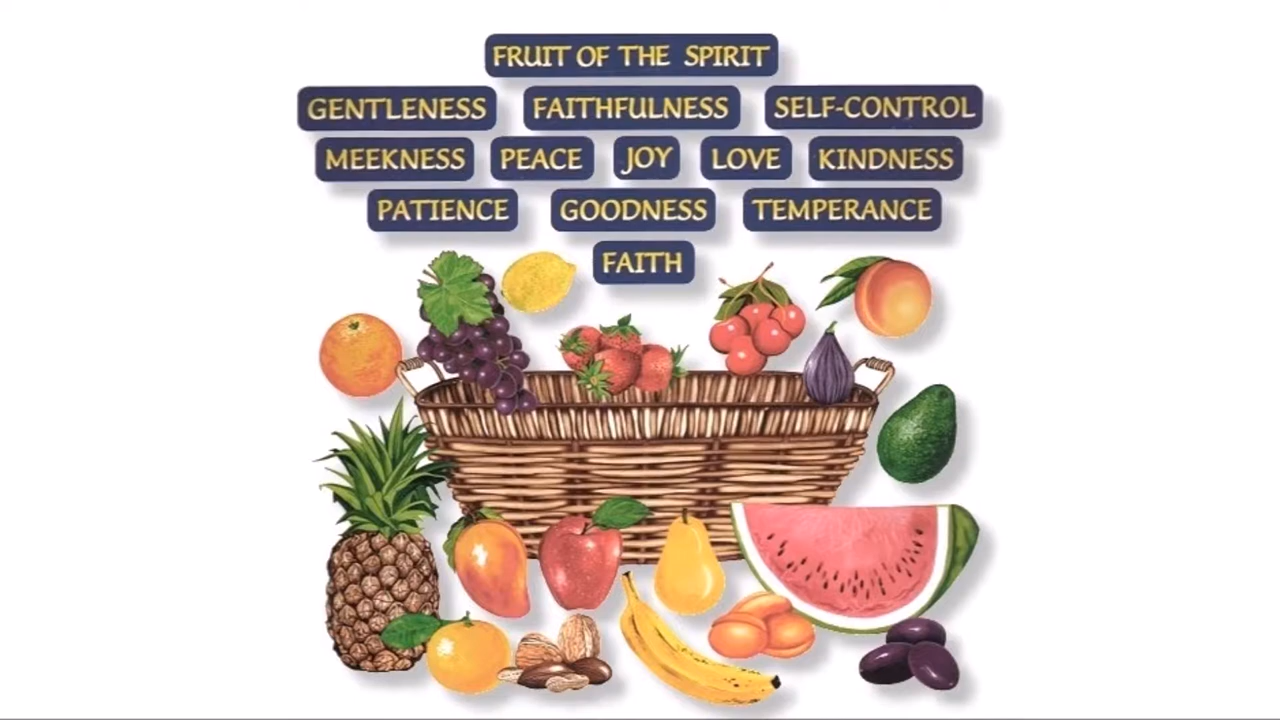 FRUIT OF THE SPIRIT
GENTLENESS FAITHFULNESS SELF-CONTROL
MEEKNESS PEACE JOY LOVE KINDNESS
PATIENCE GOODNESS TEMPERANCE
FAITH